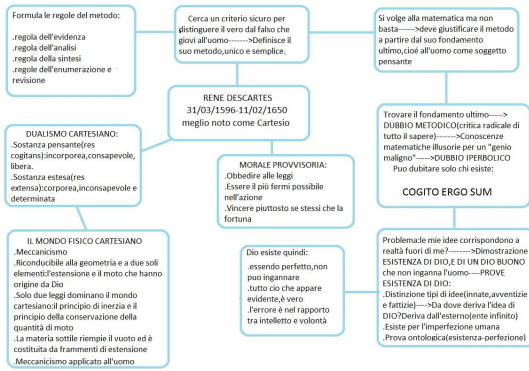 Formula le regole del metodo:
.regola dell'evidenza
.regola dell'analisi
.regola della sintesi
.regole dell'enumerazione e
revisione
Cerca un criterio sicuro per
distinguere il vero dal falso che
giovi all'uomo------->Definisce il
suo metodo,unico e semplice.
Si volge alla matematica ma non
basta------>deve giustificare il metodo
a partire dal suo fondamento
ultimo,cioé all'uomo come soggetto
pensante
RENE DESCARTES
31/03/1596-11/02/1650
meglio noto come Cartesio
DUALISMO CARTESIANO:
.Sostanza pensante(res
cogitans):incorporea,consapevole,
libera.
.Sostanza estesa(res
extensa):corporea,inconsapevole e
determinata
MORALE PROVVISORIA:
.Obbedire alle leggi
.Essere il più fermi possibile
nell'azione
.Vincere piuttosto se stessi che la
fortuna
Trovare il fondamento ultimo----->
DUBBIO METODICO(critica radicale di
tutto il sapere)------->Conoscenze
matematiche illusorie per un "genio
maligno"---->DUBBIO IPERBOLICO
Puo dubitare solo chi esiste:
COGITO ERGO SUM
IL MONDO FISICO CARTESIANO
.Meccanicismo
.Riconducibile alla geometria e a due soli
elementi:l'estensione e il moto che hanno
origine da Dio
.Solo due leggi dominano il mondo
cartesiano:il principio di inerzia e il
principio della conservazione della
quantità di moto
.La materia sottile riempie il vuoto ed è
costituita da frammenti di estensione
.Meccanicismo applicato all'uomo
Dio esiste quindi:
.essendo perfetto,non
puo ingannare
.tutto cio che appare
evidente,è vero
.l'errore è nel rapporto
tra intelletto e volontà
Problema:le mie idee corrispondono a
realtà fuori di me?-------->Dimostrazione
ESISTENZA DI DIO,E DI UN DIO BUONO
che non inganna l'uomo----PROVE
ESISTENZA DI DIO:
.Distinzione tipi di idee(innate,avventizie
e fattizie)---->Da dove deriva l'idea di
DIO?Deriva dall'esterno(ente infinito)
.Esiste per l'imperfezione umana
.Prova ontologica(esistenza-perfezione)